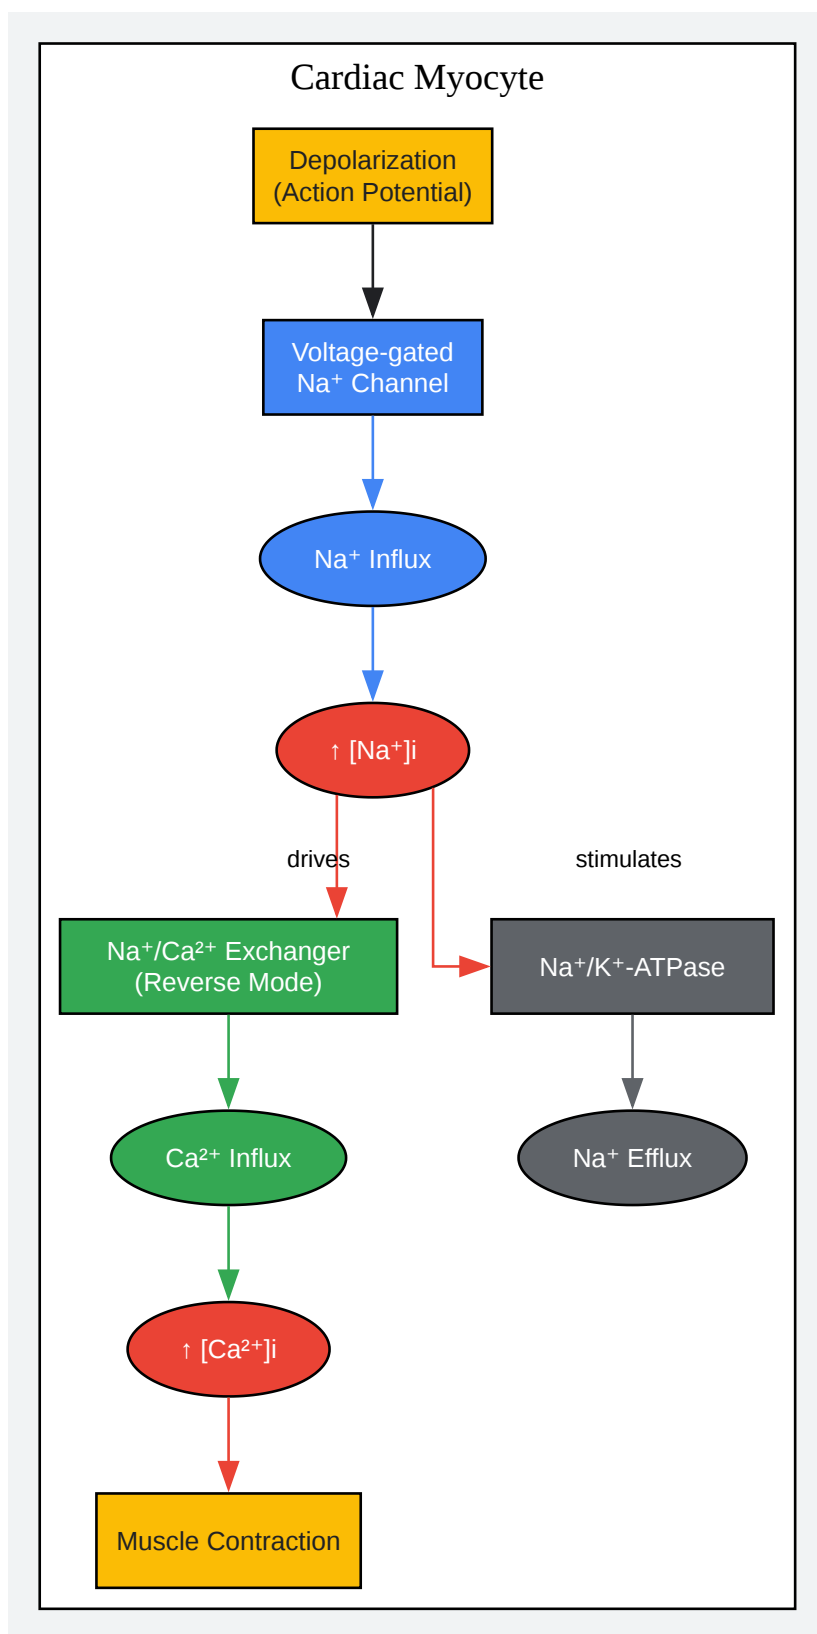 Cardiac Myocyte
Depolarization
(Action Potential)
Voltage-gated
Na⁺ Channel
Na⁺ Influx
↑ [Na⁺]i
drives
stimulates
Na⁺/Ca²⁺ Exchanger
(Reverse Mode)
Na⁺/K⁺-ATPase
Ca²⁺ Influx
Na⁺ Efflux
↑ [Ca²⁺]i
Muscle Contraction